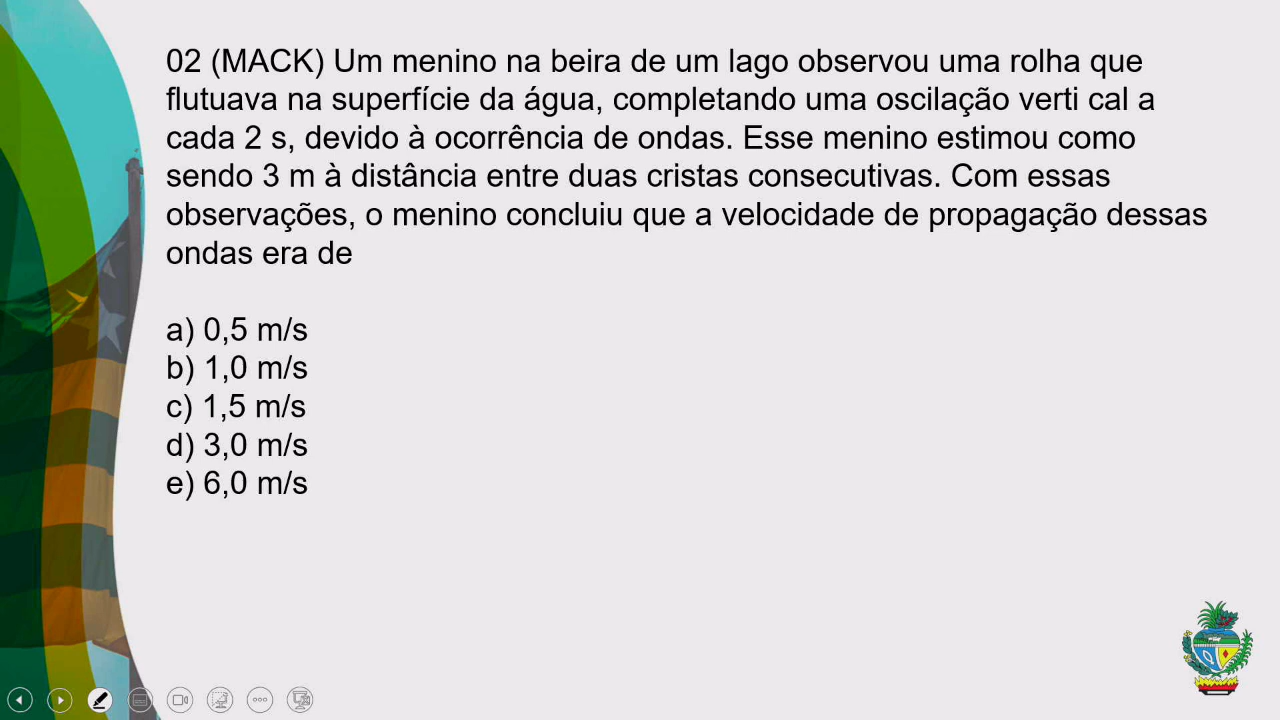 02 (MACK) Um menino na beira de um lago observou uma rolha que
flutuava na superfície da água, completando uma oscilação verti cal a
cada 2 s, devido à ocorrência de ondas. Esse menino estimou como
sendo 3 m à distância entre duas cristas consecutivas. Com essas
observações, o menino concluiu que a velocidade de propagação dessas
ondas era de
a) 0,5 m/s
b) 1,0 m/s
c) 1,5 m/s
d) 3,0 m/s
e) 6,0 m/s